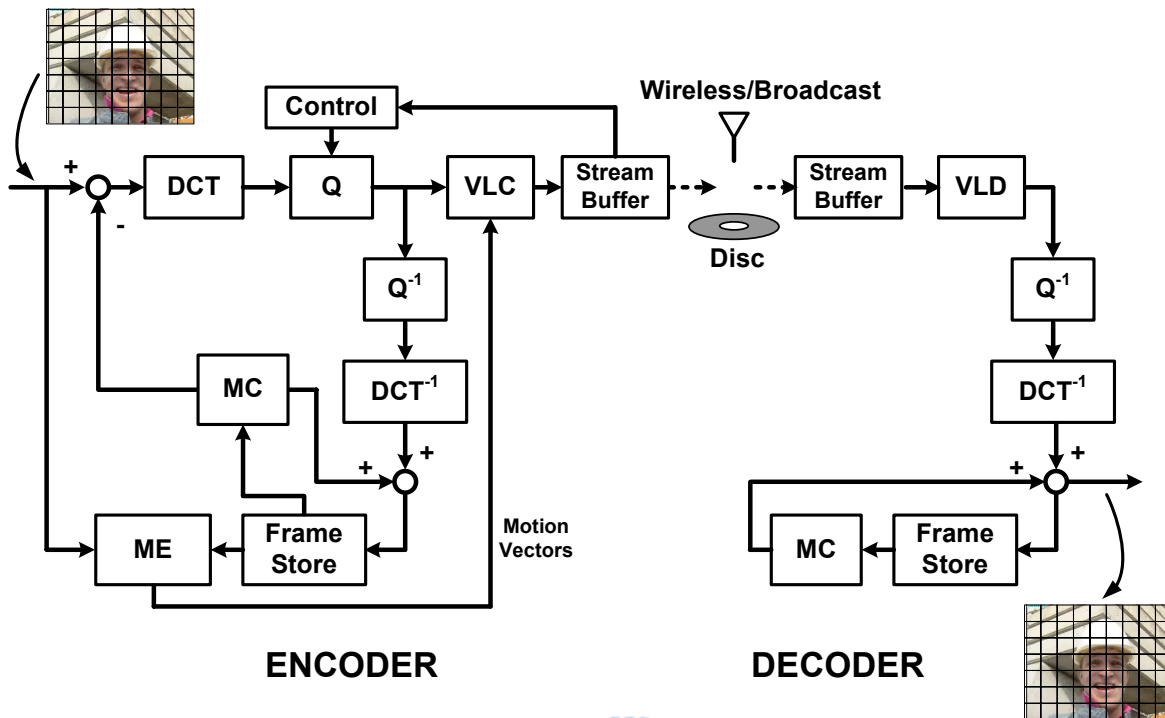 Wireless/Broadcast
Control
+
DCT
Q
VLC
Stream
Buffer
Stream
Buffer
VLD
-
Disc
Q⁻¹
Q⁻¹
MC
DCT⁻¹
DCT⁻¹
+
+
+
+
ME
Frame
Store
Motion
Vectors
MC
Frame
Store
ENCODER
DECODER